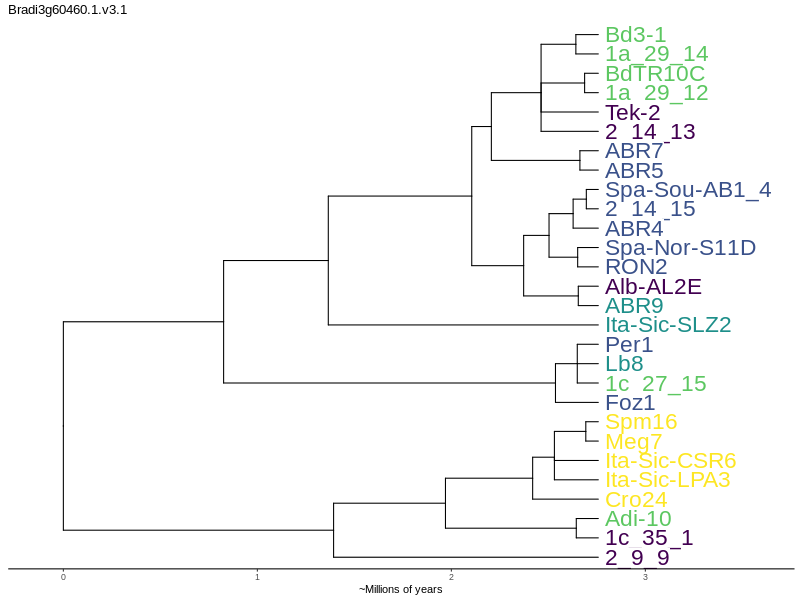 Bradi3g60460.1.v3.1
Bd3-1
1a_29_14
BdTR10C
1a_29_12
Tek-2
2_14_13
ABR7
ABR5
Spa-Sou-AB1_4
2_14_15
ABR4
Spa-Nor-S11D
RON2
Alb-AL2E
ABR9
Ita-Sic-SLZ2
Per1
Lb8
1c_27_15
Foz1
Spm16
Meg7
Ita-Sic-CSR6
Ita-Sic-LPA3
Cro24
Adi-10
1c_35_1
2_9_9
0 1 2 3
~Millions of years